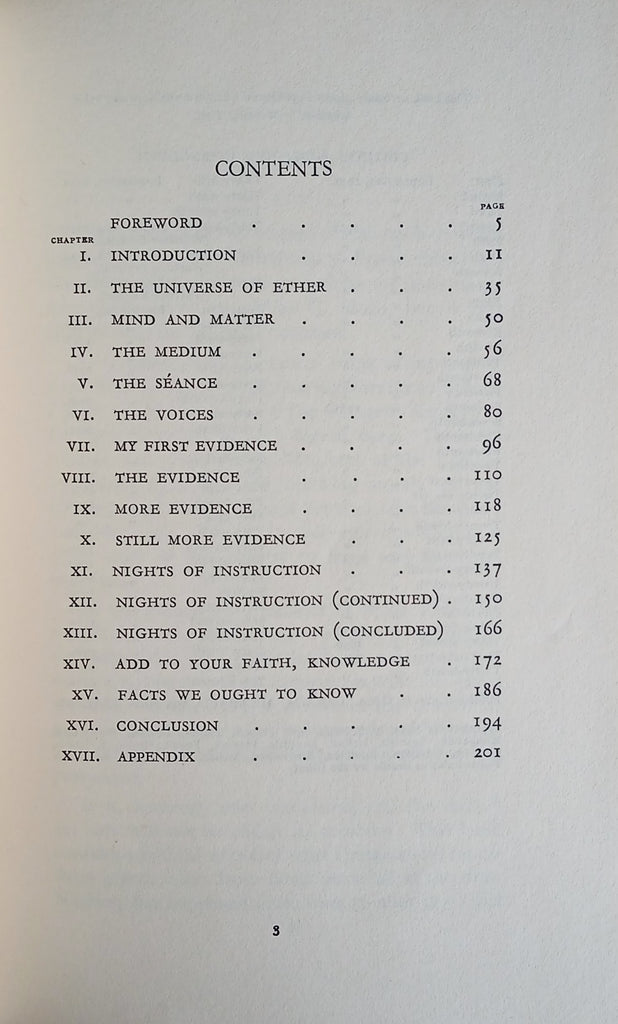 CONTENTS
PAGE
FOREWORD . . . . . 5
CHAPTER
I. INTRODUCTION . . . . 11
II. THE UNIVERSE OF ETHER . . . 35
III. MIND AND MATTER . . . . 50
IV. THE MEDIUM . . . . . 56
V. THE SÉANCE . . . . . 68
VI. THE VOICES . . . . . 80
VII. MY FIRST EVIDENCE . . . . 96
VIII. THE EVIDENCE . . . . 110
IX. MORE EVIDENCE . . . . 118
X. STILL MORE EVIDENCE . . . 125
XI. NIGHTS OF INSTRUCTION . . . 137
XII. NIGHTS OF INSTRUCTION (CONTINUED) . 150
XIII. NIGHTS OF INSTRUCTION (CONCLUDED) 166
XIV. ADD TO YOUR FAITH, KNOWLEDGE . 172
XV. FACTS WE OUGHT TO KNOW . . 186
XVI. CONCLUSION . . . . . 194
XVII. APPENDIX . . . . . 201
3